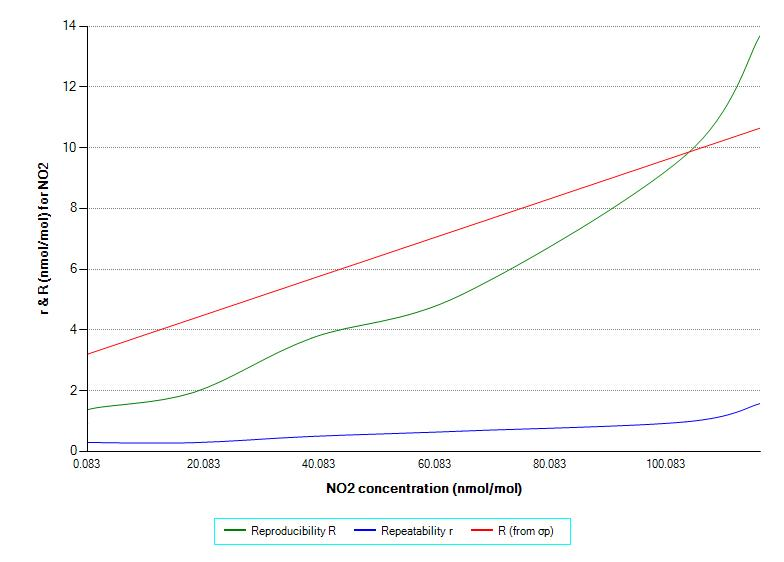 14
12
10
8
6
4
2
0
r & R (nmol/mol) for NO2
0.083 20.083 40.083 60.083 80.083 100.083
NO2 concentration (nmol/mol)
Reproducibility R Repeatability r R (from σp)